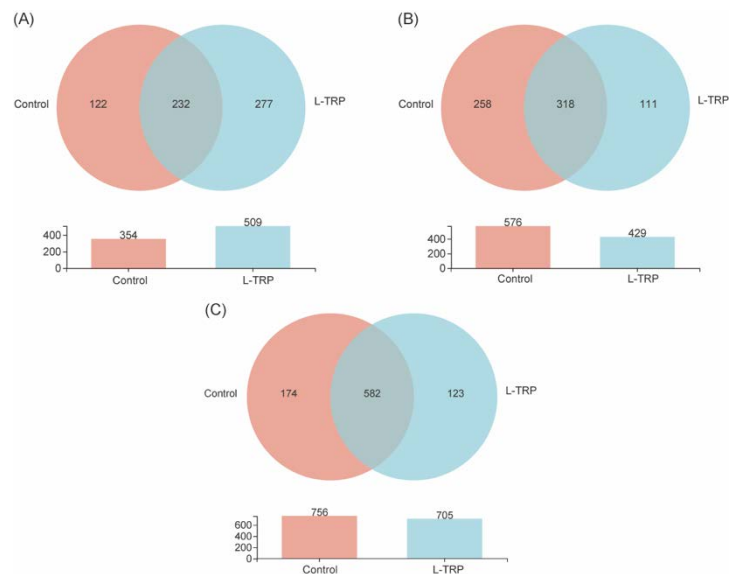 (A)
Control
122
232
277
L-TRP
400
200
0
354
509
Control
L-TRP
(B)
Control
258
318
111
L-TRP
400
200
0
576
429
Control
L-TRP
(C)
Control
174
582
123
L-TRP
600
400
200
0
756
705
Control
L-TRP